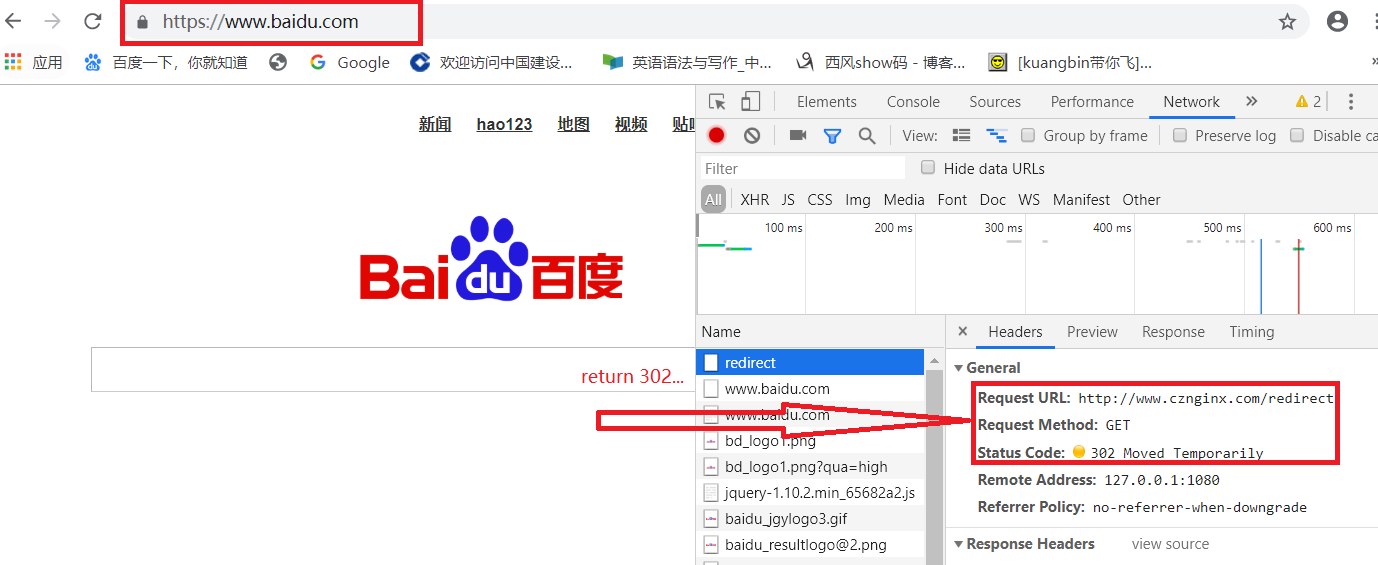 https://www.baidu.com
应用 百度一下，你就知道 Google 欢迎访问中国建设... 英语语法与写作_中... 西风show码 - 博客... [kuangbin带你飞]... »
Elements Console Sources Performance Network » 2
View: Group by frame Preserve log Disable ca
Filter Hide data URLs
All XHR JS CSS Img Media Font Doc WS Manifest Other
100 ms 200 ms 300 ms 400 ms 500 ms 600 ms
新闻 hao123 地图 视频 贴吧
Bai du 百度
return 302...
Name
redirect
www.baidu.com
www.baidu.com
bd_logo1.png
bd_logo1.png?qua=high
jquery-1.10.2.min_65682a2.js
baidu_jgylogo3.gif
baidu_resultlogo@2.png
× Headers Preview Response Timing
General
Request URL: http://www.cznginx.com/redirect
Request Method: GET
Status Code: 302 Moved Temporarily
Remote Address: 127.0.0.1:1080
Referrer Policy: no-referrer-when-downgrade
Response Headers view source